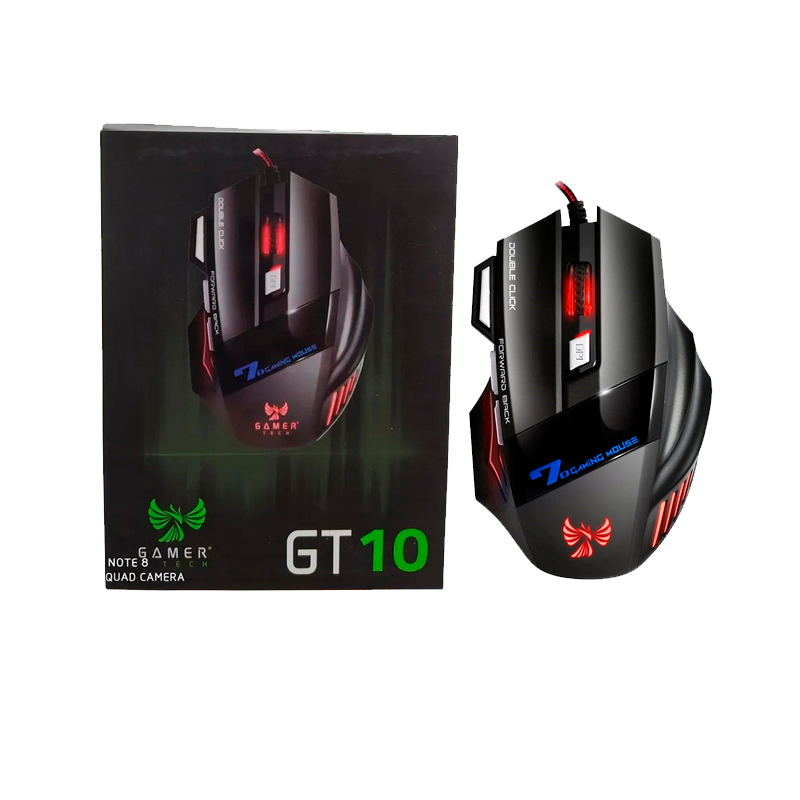 DOUBLE CLICK
DPI
FORWARD BACK
7D GAMING MOUSE
GAMER
TECH
GAMER®
TECH
NOTE 8
QUAD CAMERA
GT 10
DOUBLE CLICK
DPI
FORWARD BACK
7D GAMING MOUSE